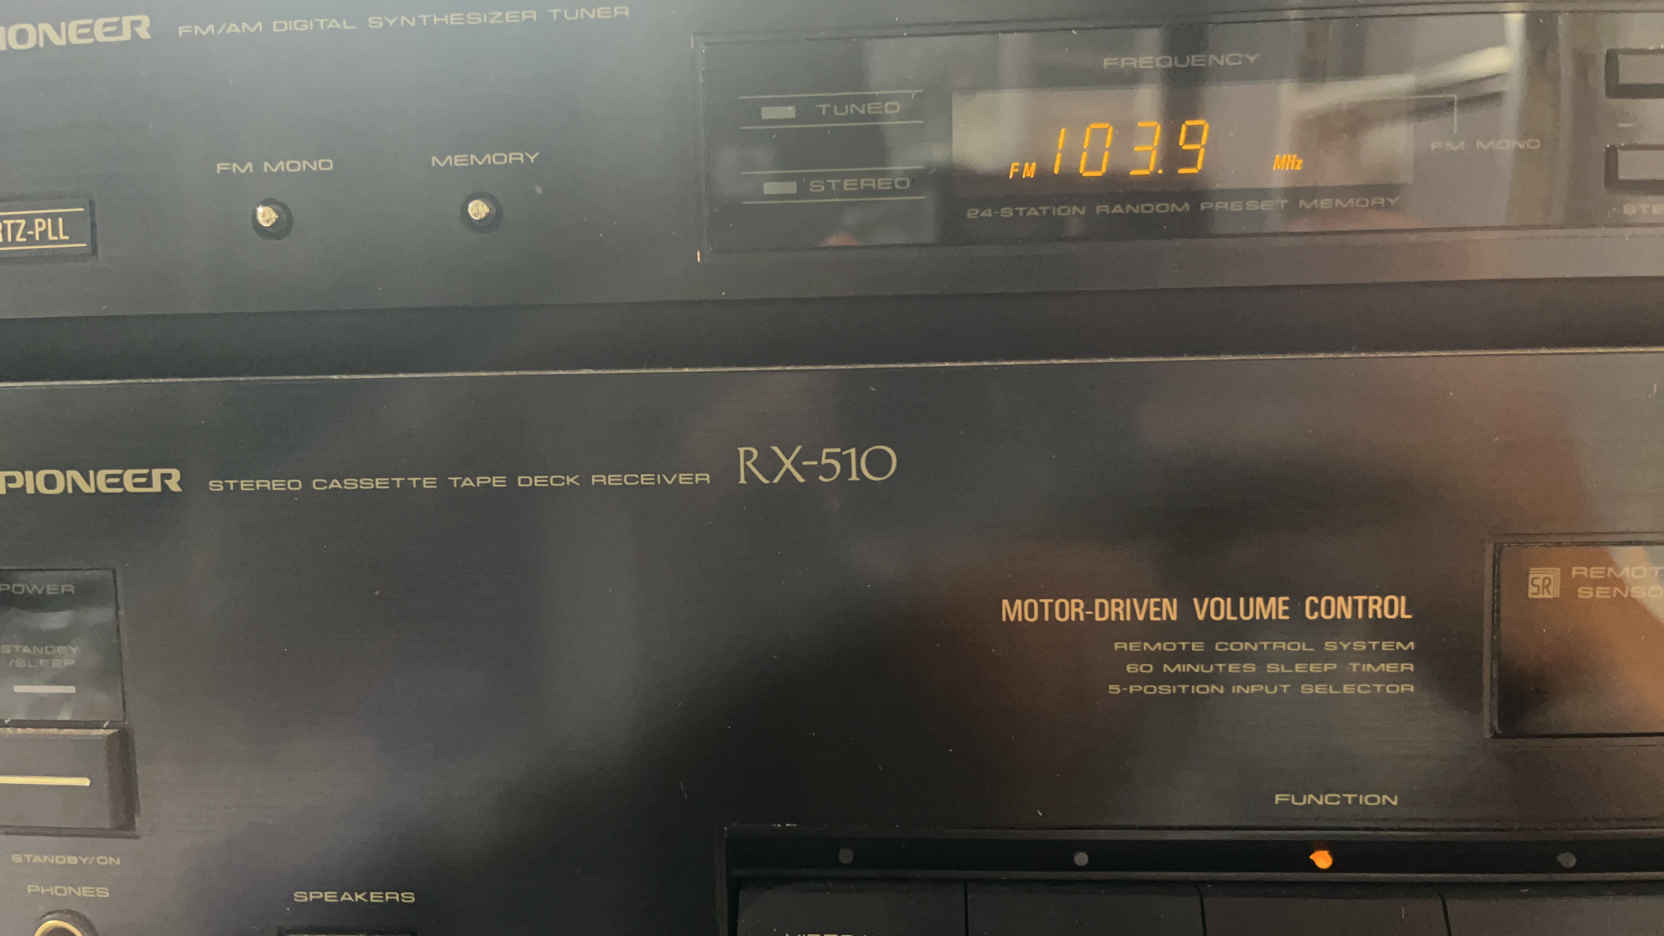 IONEER FM/AM DIGITAL SYNTHESIZER TUNER
FREQUENCY
TUNED
FM 103.9 MHz
FM MONO
STEREO
24-STATION RANDOM PRESET MEMORY
FM MONO
MEMORY
RTZ-PLL
STE
PIONEER STEREO CASSETTE TAPE DECK RECEIVER RX-510
POWER
STANDBY
/SLEEP
MOTOR-DRIVEN VOLUME CONTROL
REMOTE CONTROL SYSTEM
60 MINUTES SLEEP TIMER
5-POSITION INPUT SELECTOR
SR REMOT
SENSO
FUNCTION
STANDBY/ON
PHONES
SPEAKERS